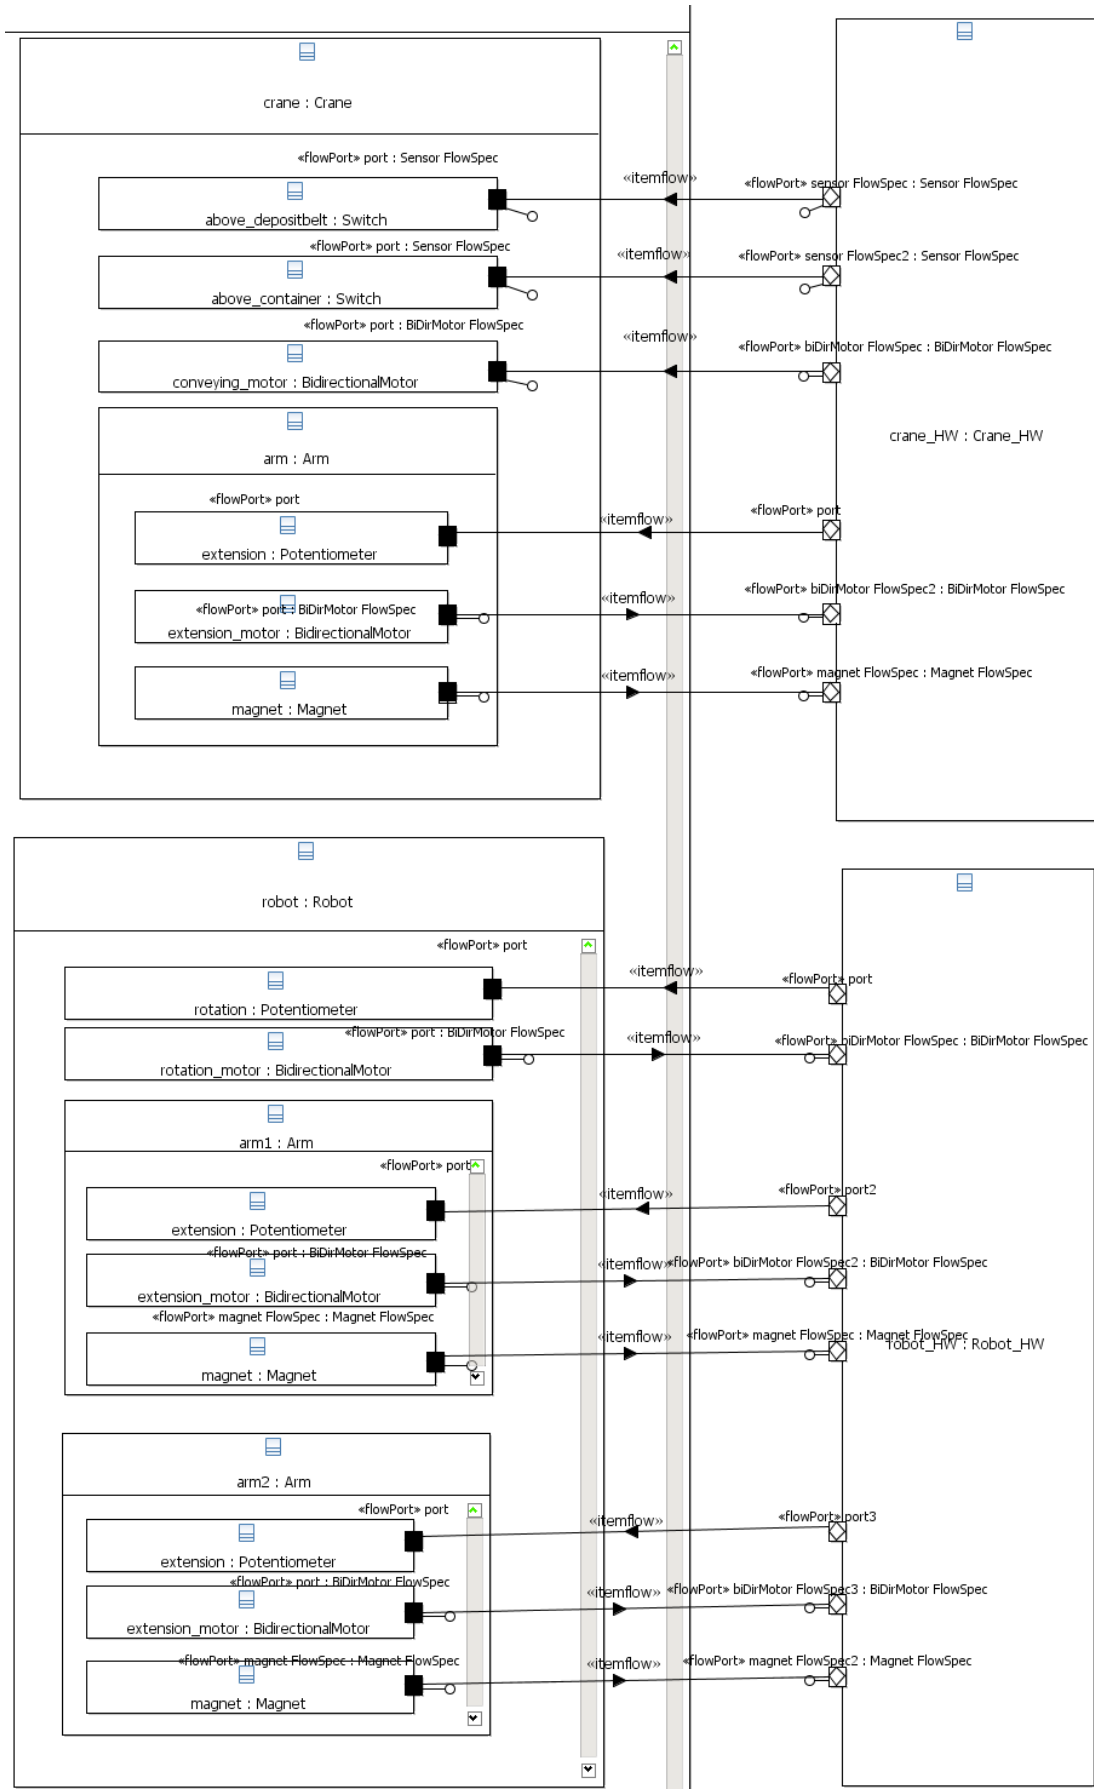 crane : Crane
«flowPort» port : Sensor FlowSpec
«itemflow»
«flowPort» sensor FlowSpec : Sensor FlowSpec
above_depositbelt : Switch
«flowPort» port : Sensor FlowSpec
«itemflow»
«flowPort» sensor FlowSpec2 : Sensor FlowSpec
above_container : Switch
«flowPort» port : BiDirMotor FlowSpec
«itemflow»
«flowPort» biDirMotor FlowSpec : BiDirMotor FlowSpec
conveying_motor : BidirectionalMotor
crane_HW : Crane_HW
arm : Arm
«flowPort» port
«itemflow»
«flowPort» port
extension : Potentiometer
«flowPort» port : BiDirMotor FlowSpec
«itemflow»
«flowPort» biDirMotor FlowSpec2 : BiDirMotor FlowSpec
extension_motor : BidirectionalMotor
«itemflow»
«flowPort» magnet FlowSpec : Magnet FlowSpec
magnet : Magnet
robot : Robot
«flowPort» port
«itemflow»
«flowPort» port
rotation : Potentiometer
«flowPort» port : BiDirMotor FlowSpec
«itemflow»
«flowPort» biDirMotor FlowSpec : BiDirMotor FlowSpec
rotation_motor : BidirectionalMotor
arm1 : Arm
«flowPort» port
«itemflow»
«flowPort» port2
extension : Potentiometer
«flowPort» port : BiDirMotor FlowSpec
«itemflow»
«flowPort» biDirMotor FlowSpec2 : BiDirMotor FlowSpec
extension_motor : BidirectionalMotor
«flowPort» magnet FlowSpec : Magnet FlowSpec
«itemflow»
«flowPort» magnet FlowSpec : Magnet FlowSpec
robot_HW : Robot_HW
magnet : Magnet
arm2 : Arm
«flowPort» port
«itemflow»
«flowPort» port3
extension : Potentiometer
«flowPort» port : BiDirMotor FlowSpec
«itemflow»
«flowPort» biDirMotor FlowSpec3 : BiDirMotor FlowSpec
extension_motor : BidirectionalMotor
«flowPort» magnet FlowSpec : Magnet FlowSpec
«itemflow»
«flowPort» magnet FlowSpec2 : Magnet FlowSpec
magnet : Magnet